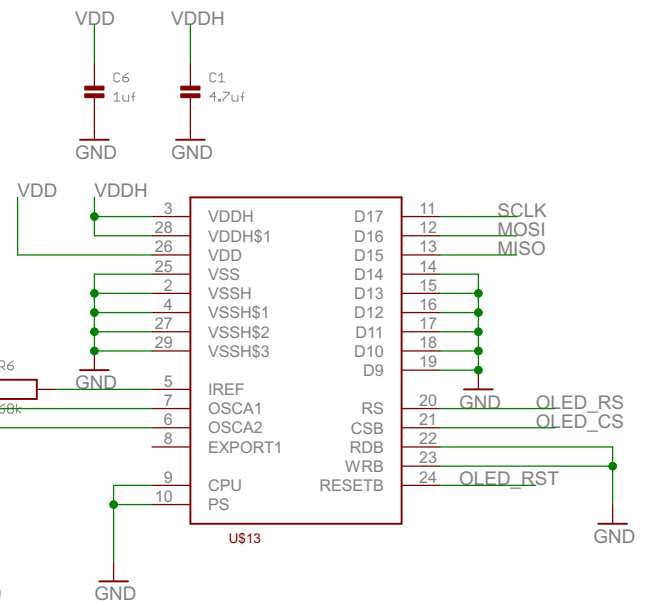 VDD VDDH
C6 C1
1uf 4.7uf
GND GND
VDD VDDH
3 VDDH D17 11 SCLK
28 VDDH$1 D16 12 MOSI
26 VDD D15 13 MISO
25 VSS D14 14
2 VSSH D13 15
4 VSSH$1 D12 16
27 VSSH$2 D11 17
29 VSSH$3 D10 18
D9 19
R6 GND
5 IREF
68k 7 OSCA1 RS 20 GND OLED_RS
6 OSCA2 CSB 21 OLED_CS
8 EXPORT1 RDB 22
WRB 23
9 CPU RESETB 24 OLED_RST
10 PS
U$13 GND
GND